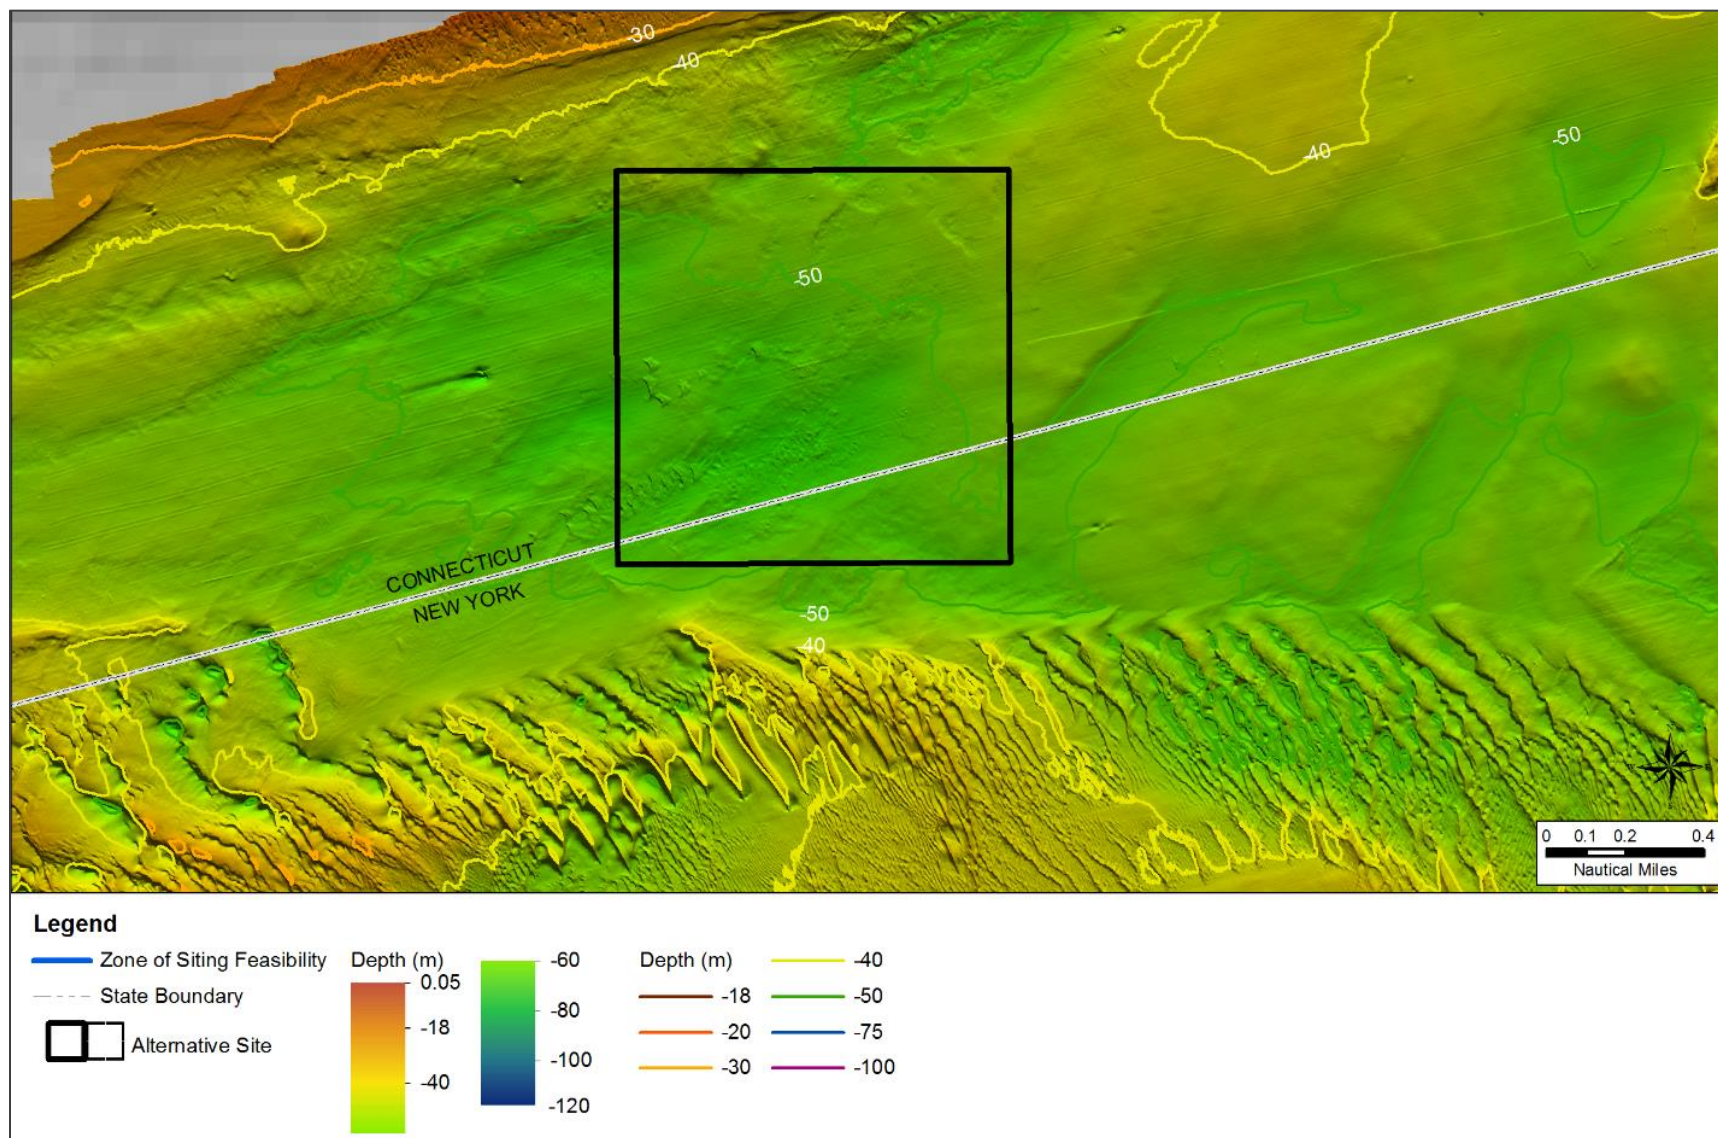 -30
-40
-50
-40
-50
CONNECTICUT
NEW YORK
-50
-40
0 0.1 0.2 0.4
Nautical Miles
Legend
Zone of Siting Feasibility
State Boundary
Alternative Site
Depth (m)
0.05
-18
-40
-60
-80
-100
-120
Depth (m)
-18
-20
-30
-40
-50
-75
-100